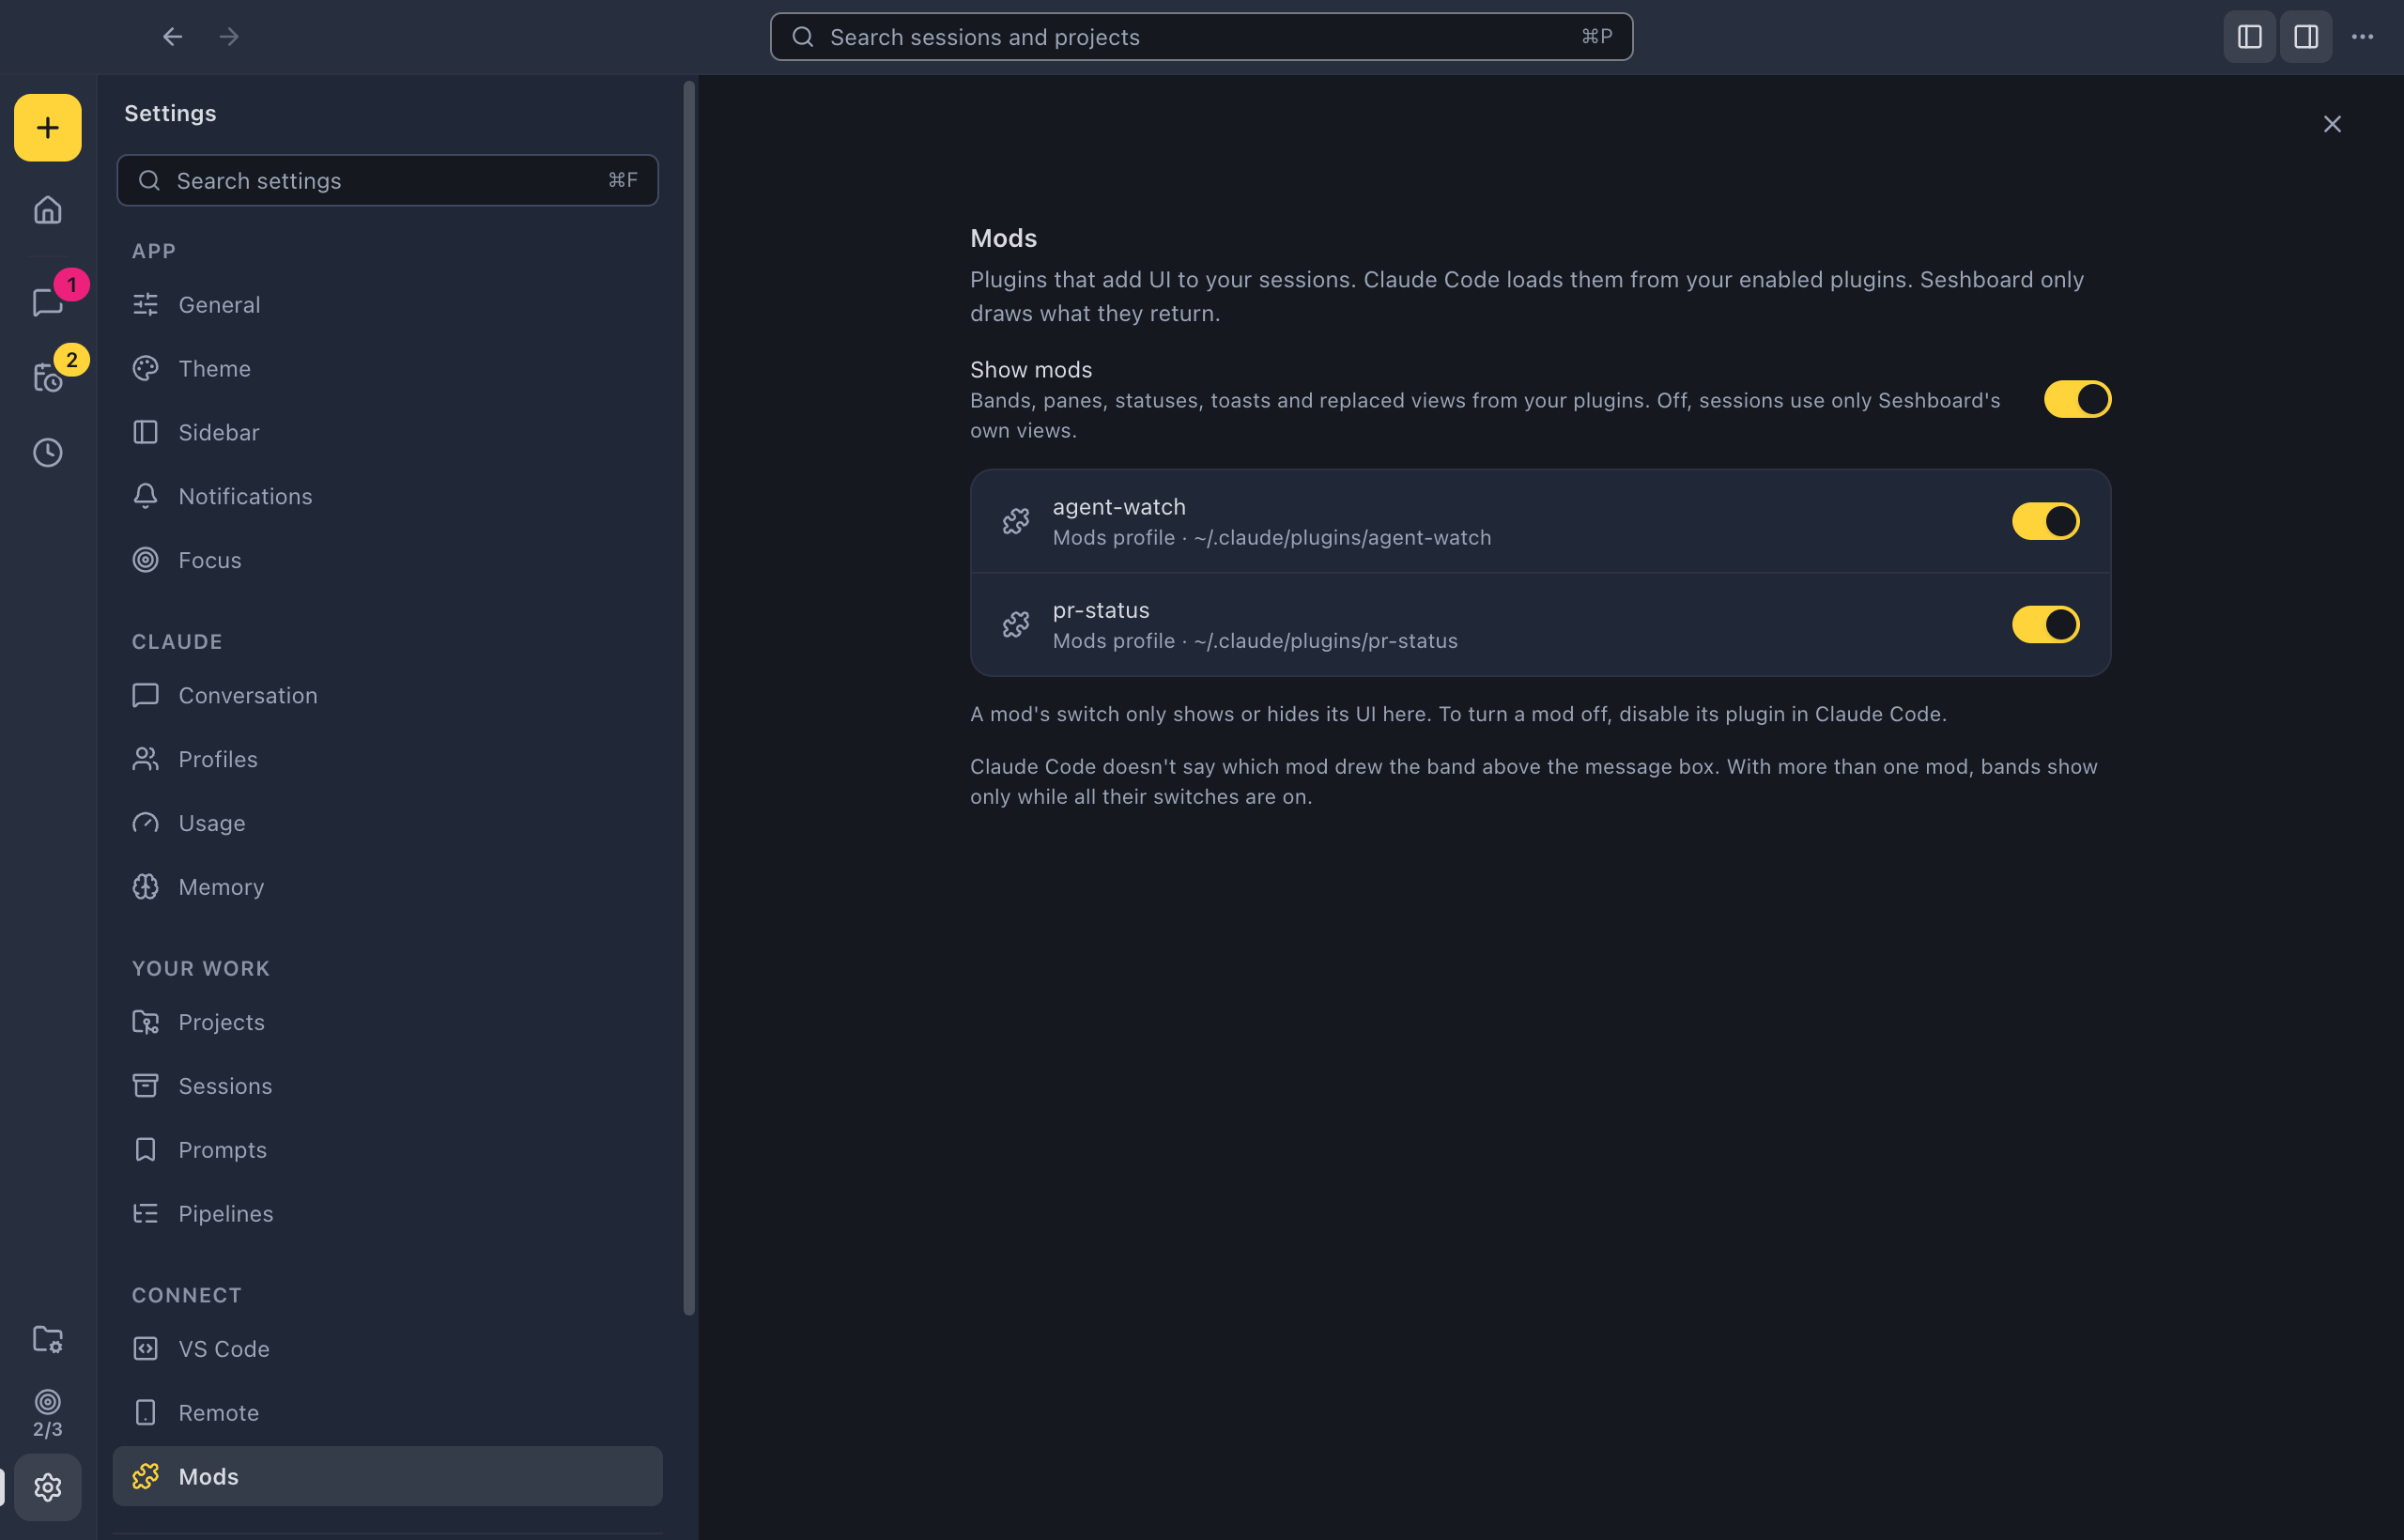 Search sessions and projects
⌘P
Settings
Search settings
⌘F
APP
General
Theme
Sidebar
Notifications
Focus
CLAUDE
Conversation
Profiles
Usage
Memory
YOUR WORK
Projects
Sessions
Prompts
Pipelines
CONNECT
VS Code
Remote
Mods
1
2
2/3
Mods
Plugins that add UI to your sessions. Claude Code loads them from your enabled plugins. Seshboard only
draws what they return.
Show mods
Bands, panes, statuses, toasts and replaced views from your plugins. Off, sessions use only Seshboard's
own views.
agent-watch
Mods profile · ~/.claude/plugins/agent-watch
pr-status
Mods profile · ~/.claude/plugins/pr-status
A mod's switch only shows or hides its UI here. To turn a mod off, disable its plugin in Claude Code.
Claude Code doesn't say which mod drew the band above the message box. With more than one mod, bands show
only while all their switches are on.